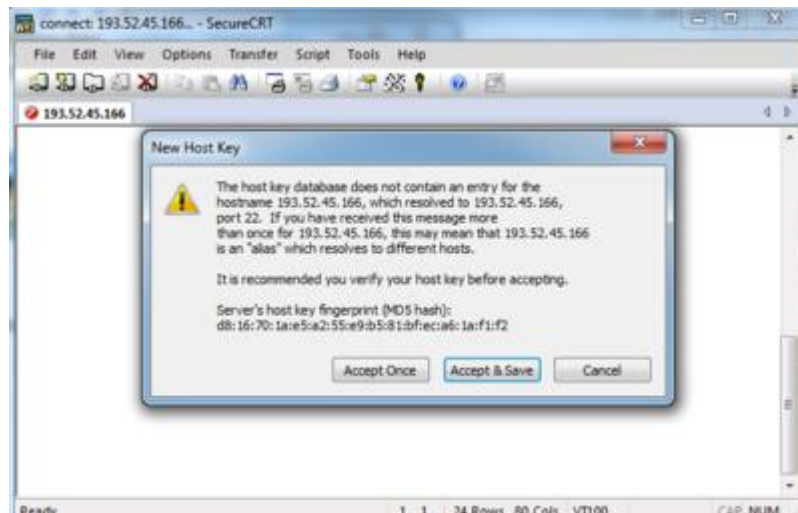 connect: 193.52.45.166... - SecureCRT
File Edit View Options Transfer Script Tools Help
193.52.45.166
New Host Key
The host key database does not contain an entry for the
hostname 193.52.45.166, which resolved to 193.52.45.166,
port 22. If you have received this message more
than once for 193.52.45.166, this may mean that 193.52.45.166
is an "alias" which resolves to different hosts.
It is recommended you verify your host key before accepting.
Server's host key fingerprint (MD5 hash):
d8:16:70:1a:e5:a2:55:e9:b5:81:bf:ec:a6:1a:f1:f2
Accept Once Accept & Save Cancel
Ready 1, 1 24 Rows, 80 Cols VT100 CAP NUM